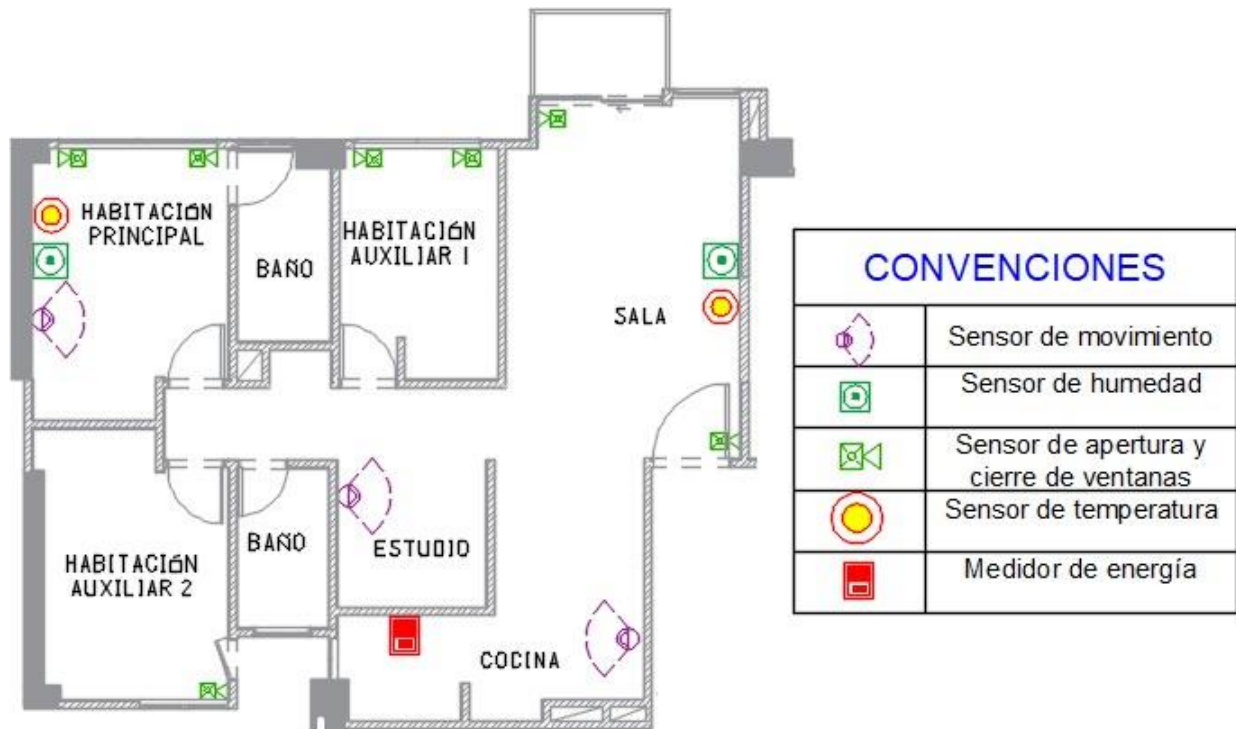 HABITACIÓN
PRINCIPAL
BAÑO
HABITACIÓN
AUXILIAR 1
SALA
HABITACIÓN
AUXILIAR 2
BAÑO
ESTUDIO
COCINA
CONVENCIONES
Sensor de movimiento
Sensor de humedad
Sensor de apertura y
cierre de ventanas
Sensor de temperatura
Medidor de energía